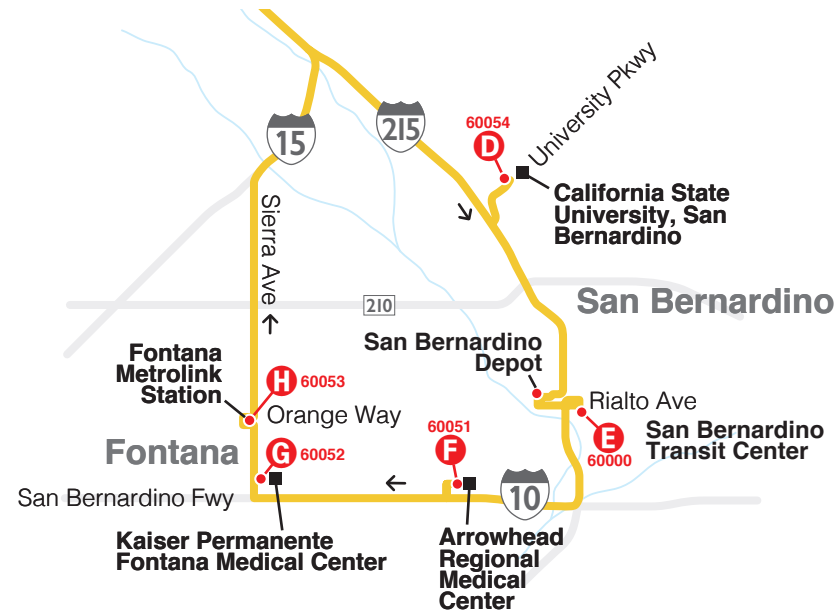 15
215
60054
D
University Pkwy
California State
University, San
Bernardino
Sierra Ave
210
San Bernardino
San Bernardino
Depot
Fontana
Metrolink
Station
H
60053
Orange Way
Rialto Ave
E
60000
San Bernardino
Transit Center
Fontana
G
60052
60051
F
San Bernardino Fwy
10
Kaiser Permanente
Fontana Medical Center
Arrowhead
Regional
Medical
Center